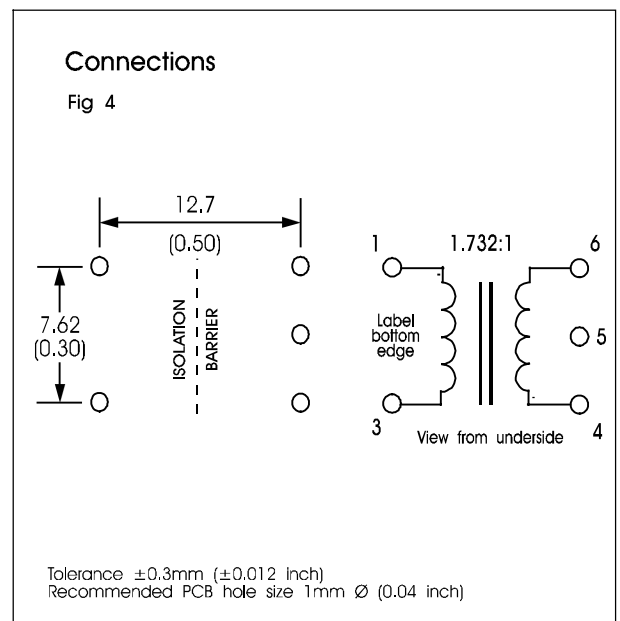 Connections
Fig 4
12.7
(0.50)
7.62
(0.30)
ISOLATION
BARRIER
1
1.732:1
6
Label
bottom
edge
5
3
4
View from underside
Tolerance ±0.3mm (±0.012 inch)
Recommended PCB hole size 1mm Ø (0.04 inch)